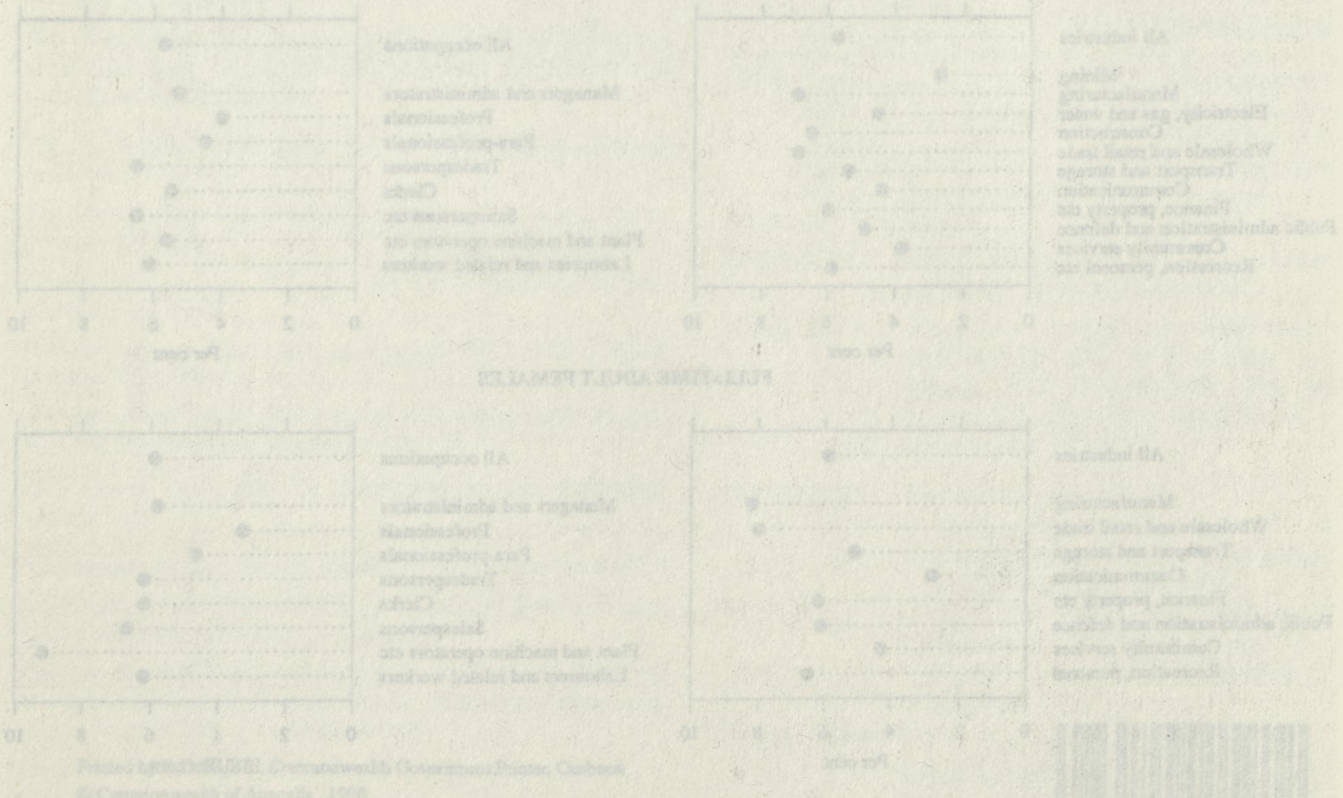 All industries
Mining
Manufacturing
Electricity, gas and water
Construction
Wholesale and retail trade
Transport and storage
Communication
Finance, property etc
Public administration and defence
Community services
Recreation, personal etc
0 2 4 6 8 10
Per cent
All occupations
Managers and administrators
Professionals
Para-professionals
Tradespersons
Clerks
Salespersons etc
Plant and machine operators etc
Labourers and related workers
0 2 4 6 8 10
Per cent
FULL-TIME ADULT FEMALES
All industries
Manufacturing
Wholesale and retail trade
Transport and storage
Communication
Finance, property etc
Public administration and defence
Community services
Recreation, personal
0 2 4 6 8 10
Per cent
All occupations
Managers and administrators
Professionals
Para-professionals
Tradespersons
Clerks
Salespersons
Plant and machine operators etc
Labourers and related workers
0 2 4 6 8 10
Printed Commonwealth Government Printer, Canberra
© Commonwealth of Australia